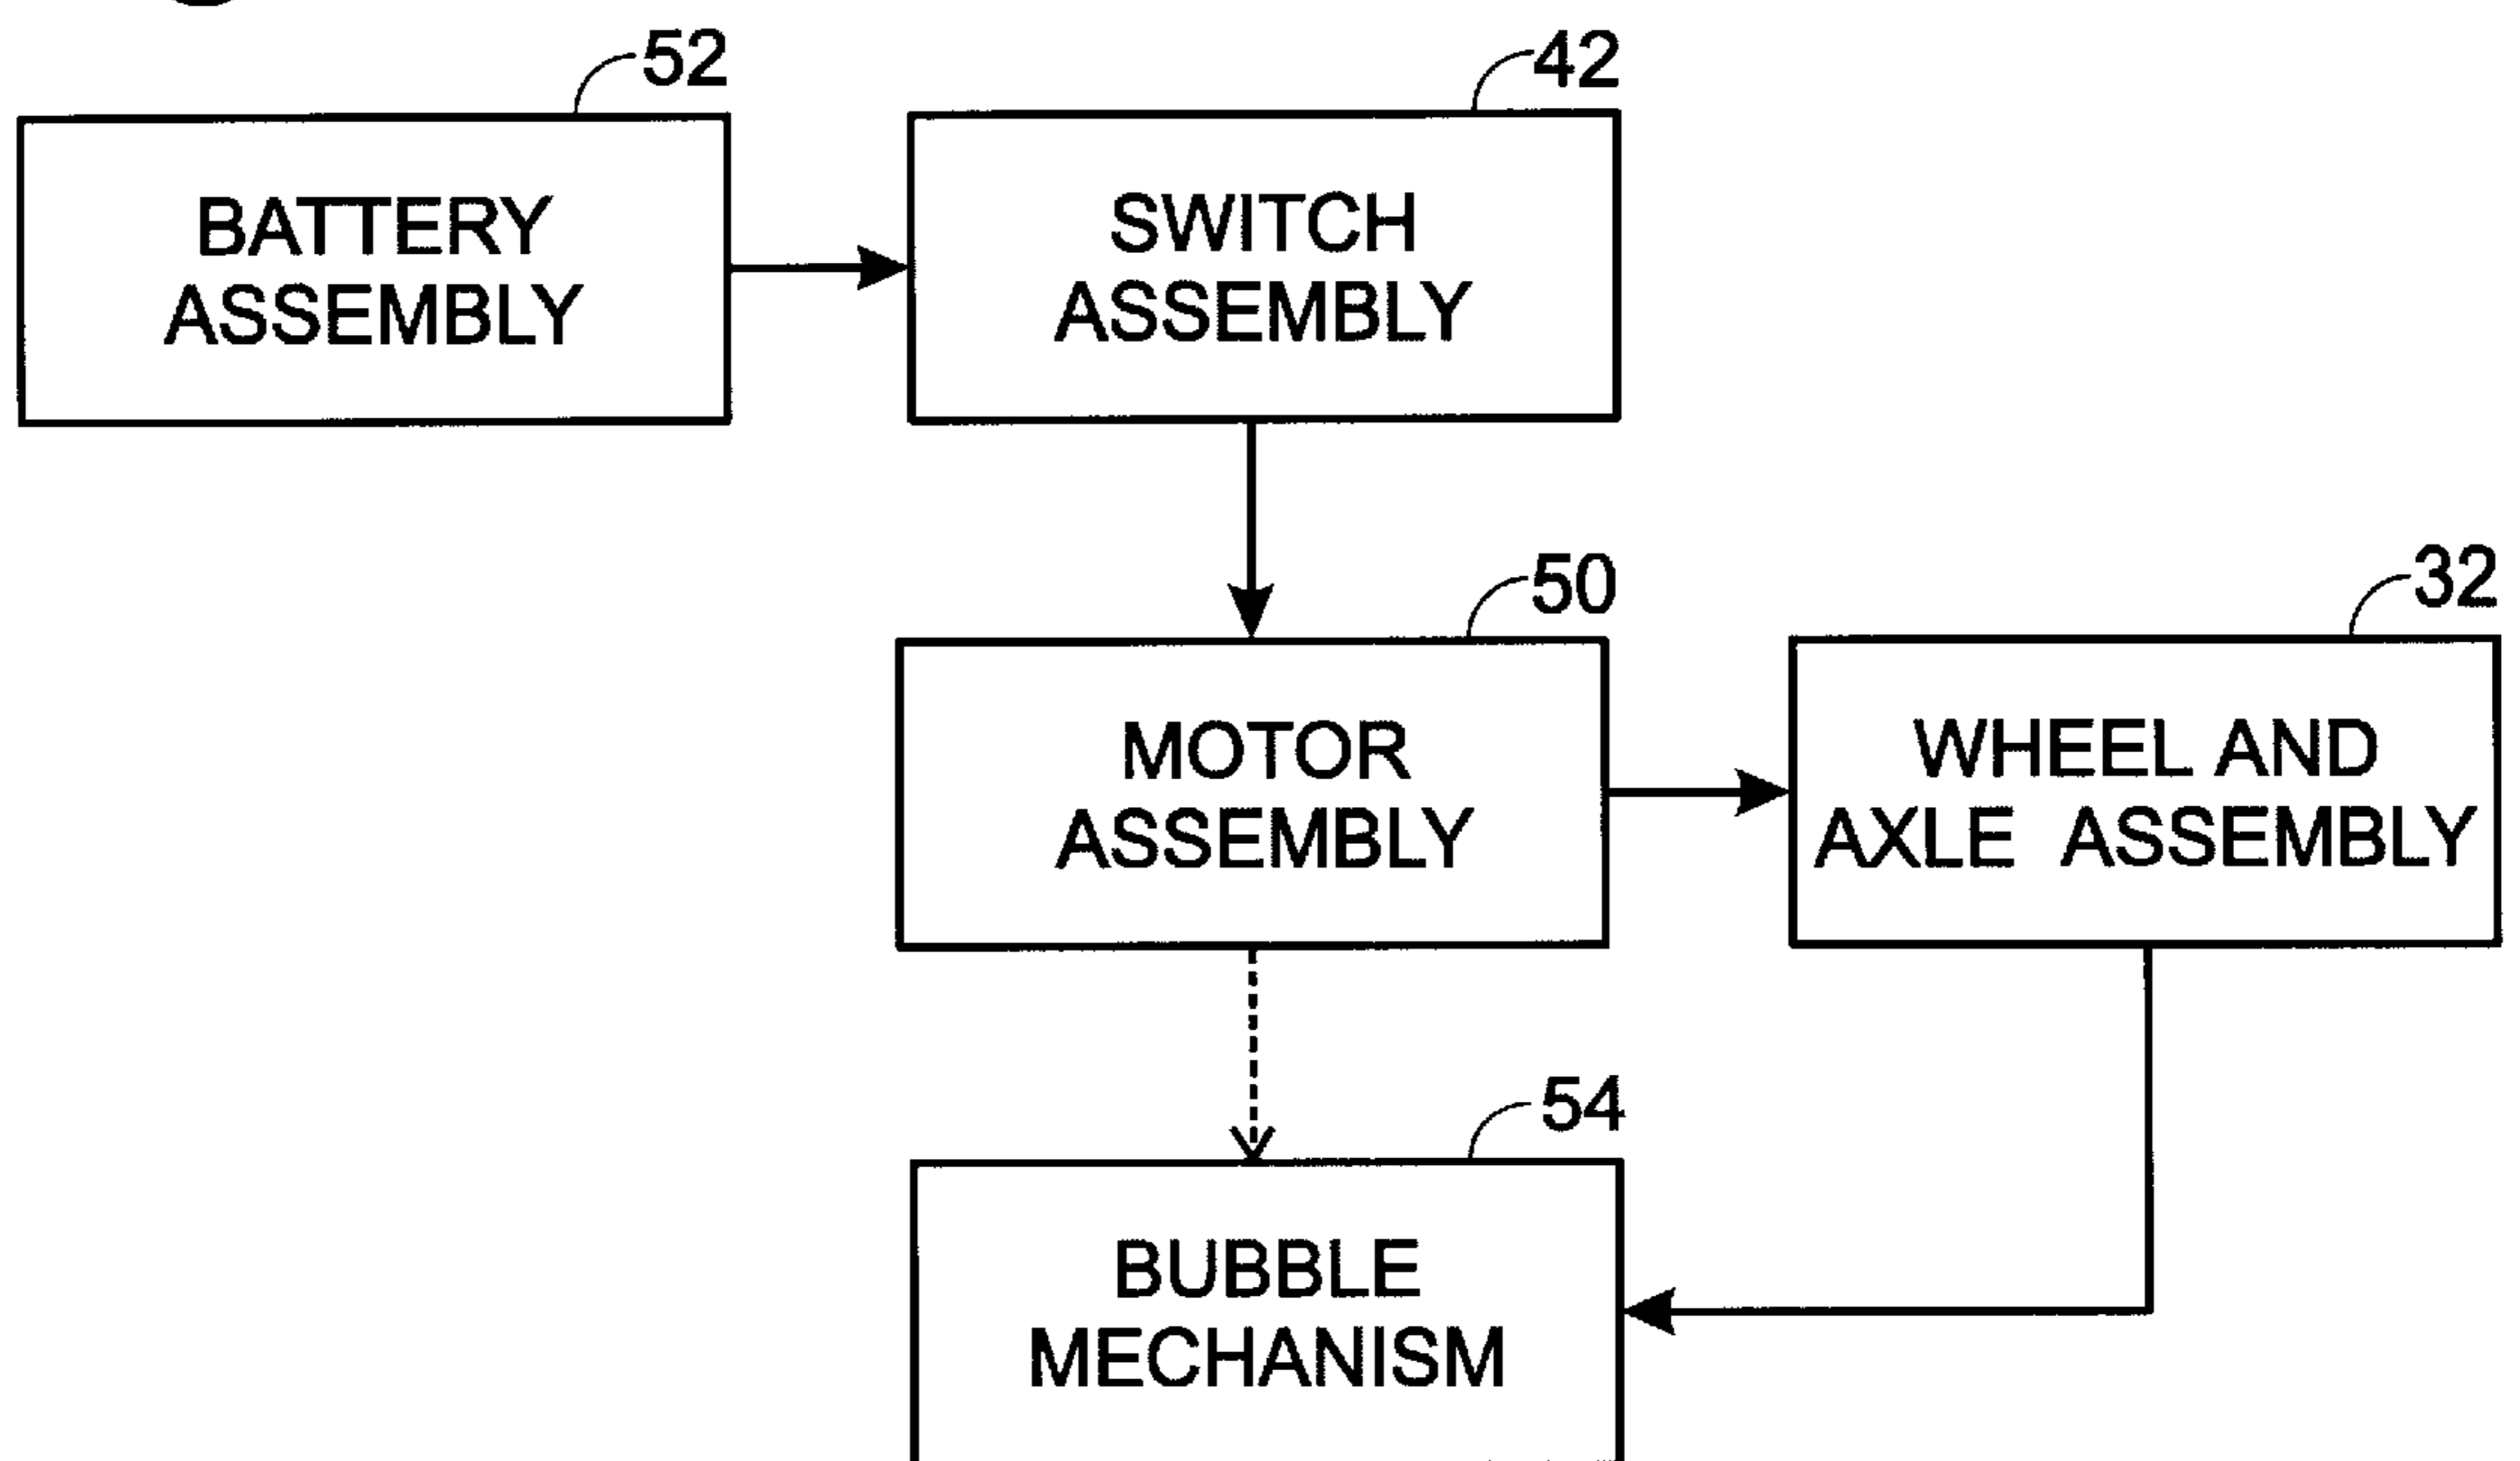 52
42
BATTERY
ASSEMBLY
SWITCH
ASSEMBLY
50
32
MOTOR
ASSEMBLY
WHEEL AND
AXLE ASSEMBLY
54
BUBBLE
MECHANISM